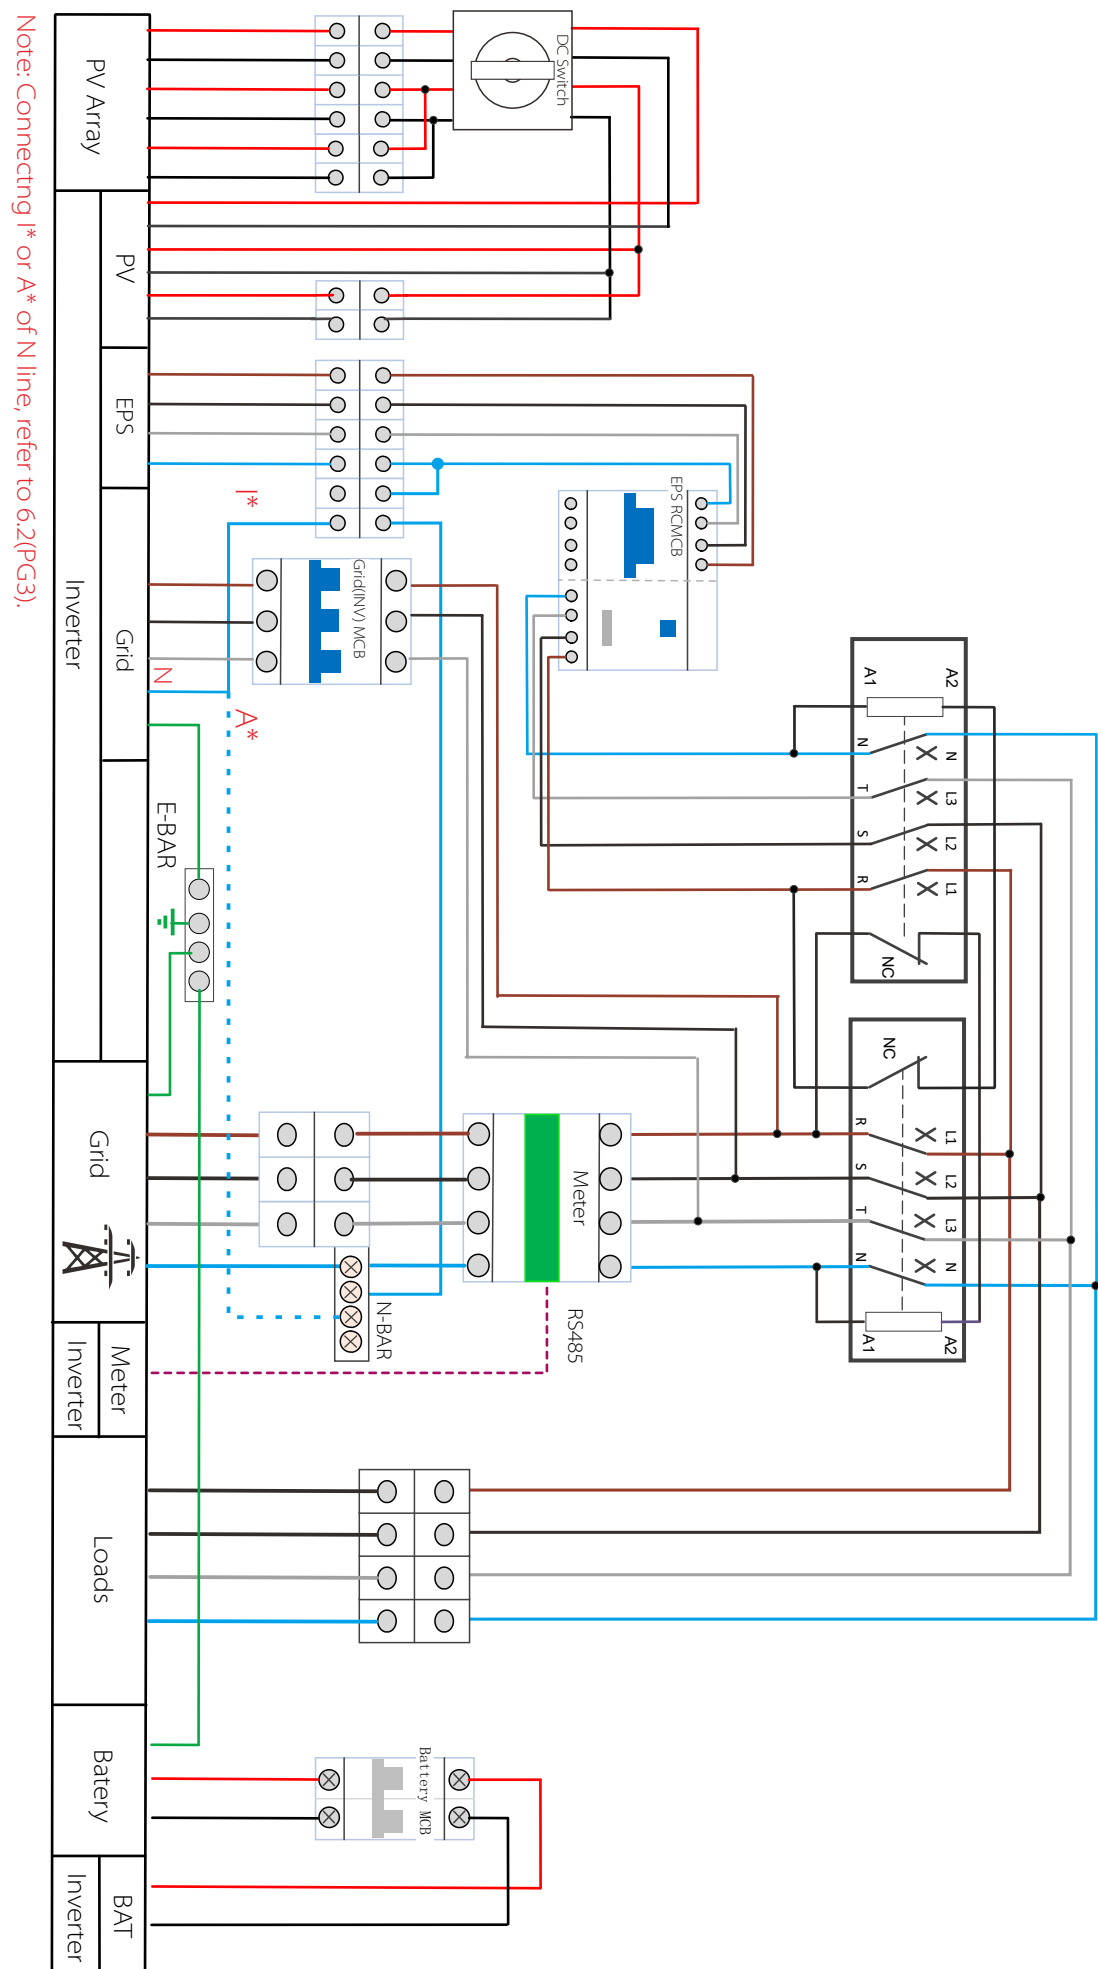 PV Array
Inverter
PV
EPS
Grid
Grid
Inverter
Meter
Loads
Battery
Inverter
BAT
DC Switch
I*
N
A*
E-BAR
Grid(INV) MCB
EPS RCMCB
A1
A2
N
N
T
L3
S
L2
R
L1
NC
NC
R
L1
S
L2
T
L3
N
N
A1
A2
Meter
N-BAR
RS485
Battery MCB
Note: Connectng I* or A* of N line, refer to 6.2(PG3).